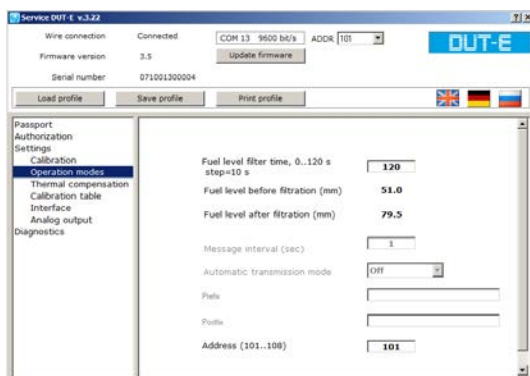 Service DUT-E v.3.22
Wire connection Connected COM 13 9600 bit/s ADDR 101
DUT-E
Firmware version 3.5 Update firmware
Serial number 071001300004
Load profile Save profile Print profile
Passport
Authorization
Settings
Calibration
Operation modes
Thermal compensation
Calibration table
Interface
Analog output
Diagnostics
Fuel level filter time, 0..120 s
step=10 s
120
Fuel level before filtration (mm) 51.0
Fuel level after filtration (mm) 79.5
Message interval (sec) 1
Automatic transmission mode Off
Address (101..108) 101